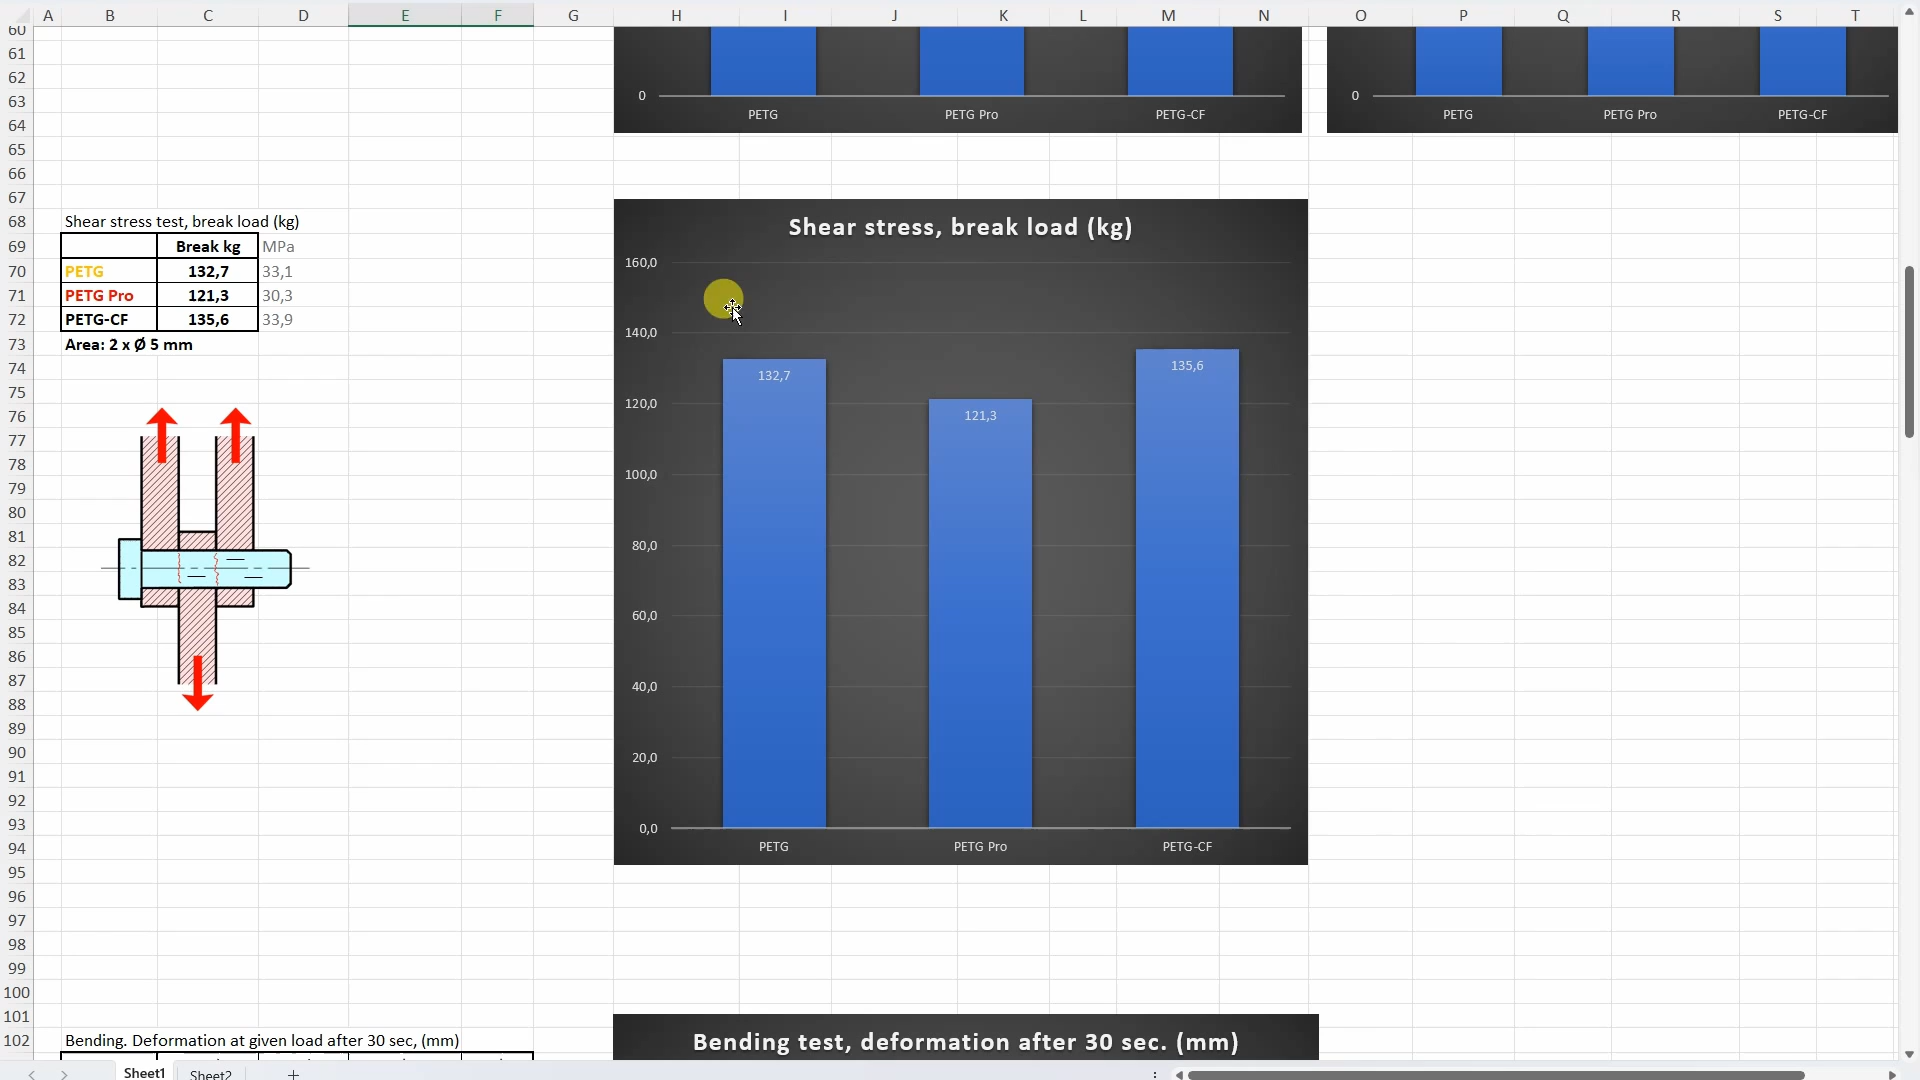 A B C D E F G H I J K L M N O P Q R S T
60
61
62
63 0 0
64 PETG PETG Pro PETG-CF PETG PETG Pro PETG-CF
65
66
67
68 Shear stress test, break load (kg) Shear stress, break load (kg)
69 Break kg MPa 160,0
70 PETG 132,7 33,1
71 PETG Pro 121,3 30,3
72 PETG-CF 135,6 33,9 140,0
73 Area: 2 x Ø 5 mm
74 132,7 135,6
75
76 120,0 121,3
77
78
79 100,0
80
81
82 80,0
83
84
85 60,0
86
87
88 40,0
89
90
91 20,0
92
93
94 0,0
95 PETG PETG Pro PETG-CF
96
97
98
99
100
101
102 Bending. Deformation at given load after 30 sec, (mm) Bending test, deformation after 30 sec. (mm)
Sheet1 Sheet2 +